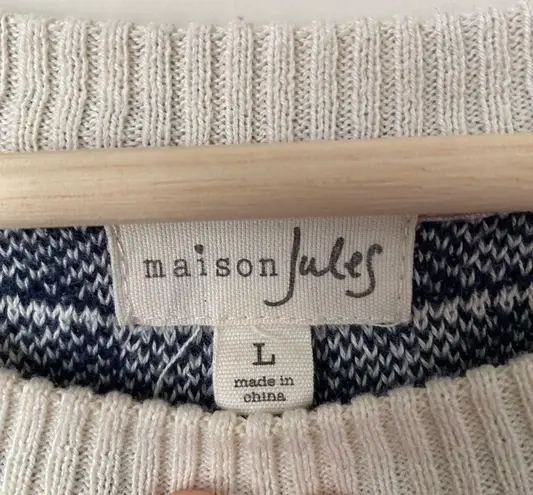 maison Jules
L
made in
china